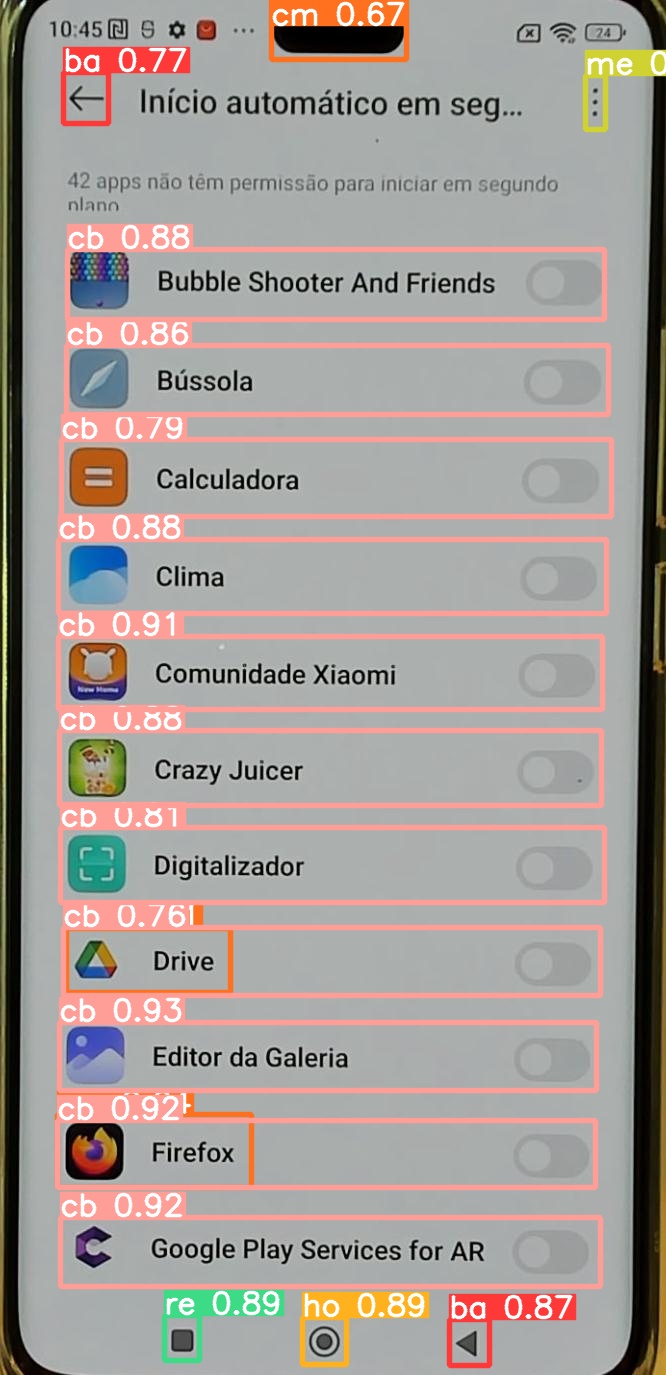 cm 0.67
10:45
24
ba 0.77
me 0
Início automático em seg...
42 apps não têm permissão para iniciar em segundo
plano
cb 0.88
Bubble Shooter And Friends
cb 0.86
Bússola
cb 0.79
Calculadora
cb 0.88
Clima
cb 0.91
Comunidade Xiaomi
New Home
cb 0.88
Crazy Juicer
cb 0.81
Digitalizador
cb 0.76
Drive
cb 0.93
Editor da Galeria
cb 0.92
Firefox
cb 0.92
Google Play Services for AR
re 0.89
ho 0.89
ba 0.87